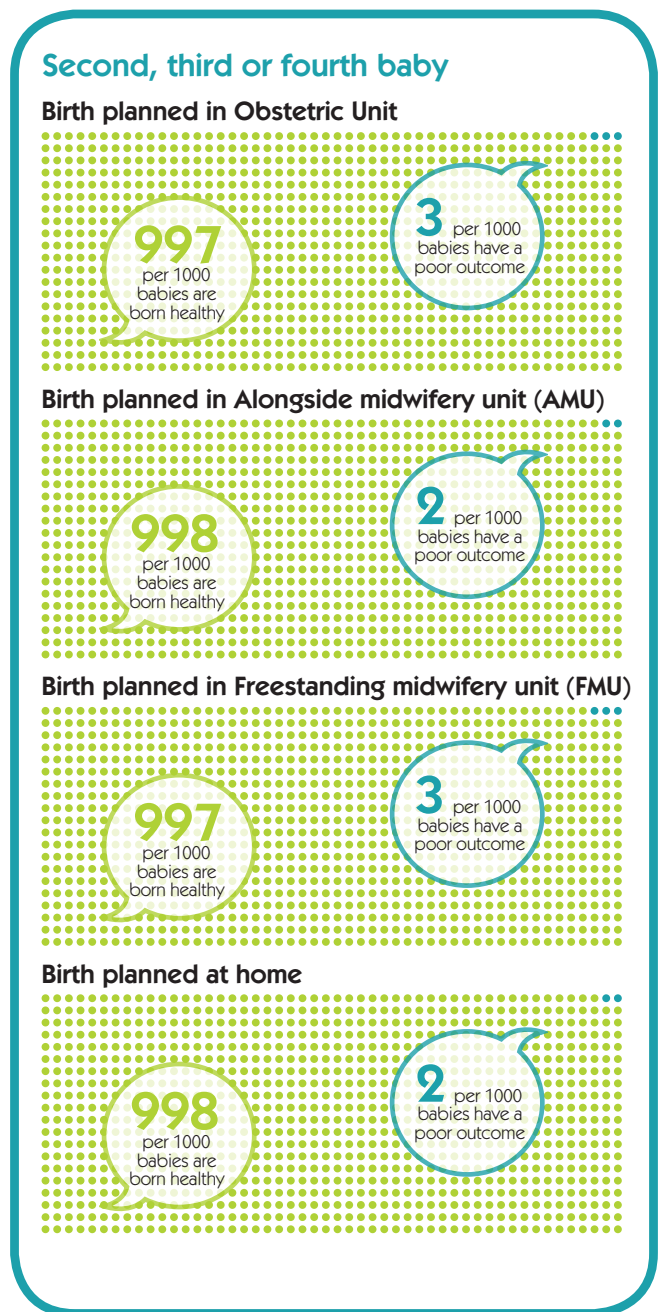 Second, third or fourth baby
Birth planned in Obstetric Unit
997
per 1000
babies are
born healthy
3 per 1000
babies have a
poor outcome
Birth planned in Alongside midwifery unit (AMU)
998
per 1000
babies are
born healthy
2 per 1000
babies have a
poor outcome
Birth planned in Freestanding midwifery unit (FMU)
997
per 1000
babies are
born healthy
3 per 1000
babies have a
poor outcome
Birth planned at home
998
per 1000
babies are
born healthy
2 per 1000
babies have a
poor outcome